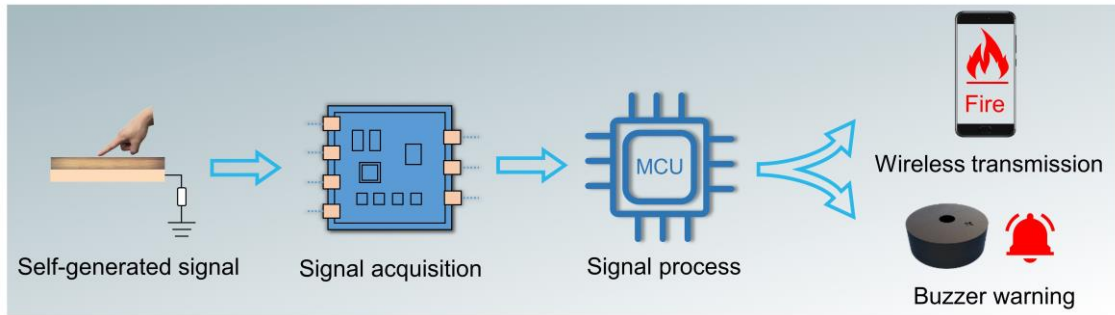 Fire
Wireless transmission
MCU
Self-generated signal
Signal acquisition
Signal process
Buzzer warning